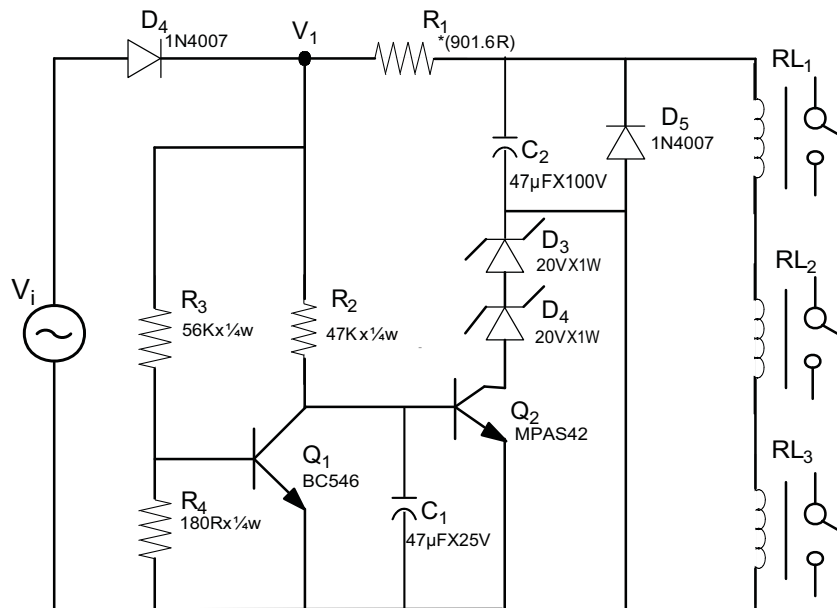 D4
1N4007
V1
R1
*(901.6R)
RL1
D5
1N4007
C2
47µFX100V
D3
20VX1W
RL2
Vi
R3
56Kx¼w
R2
47Kx¼w
D4
20VX1W
Q2
MPAS42
Q1
BC546
RL3
R4
180Rx¼w
C1
47µFX25V